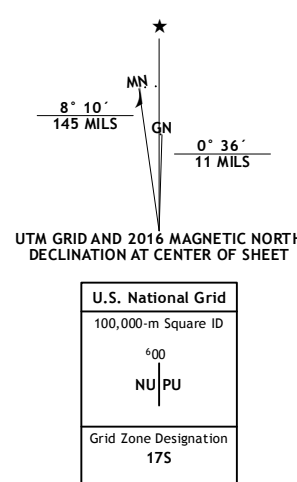 ★
MN
8° 10´
145 MILS
GN
0° 36´
11 MILS
UTM GRID AND 2016 MAGNETIC NORTH
DECLINATION AT CENTER OF SHEET
U.S. National Grid
100,000-m Square ID
⁶00
NU PU
Grid Zone Designation
17S